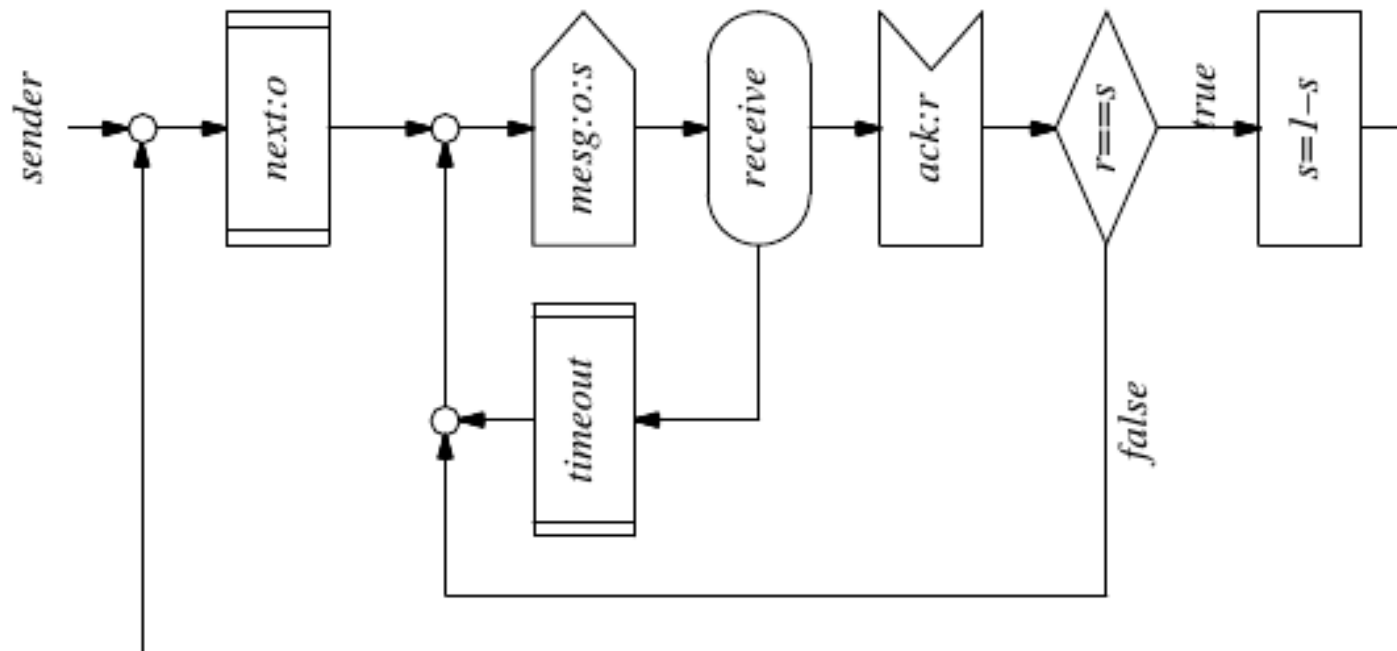 sender
next:o
mesg:o:s
receive
ack:r
r==s
true
s=1–s
timeout
false